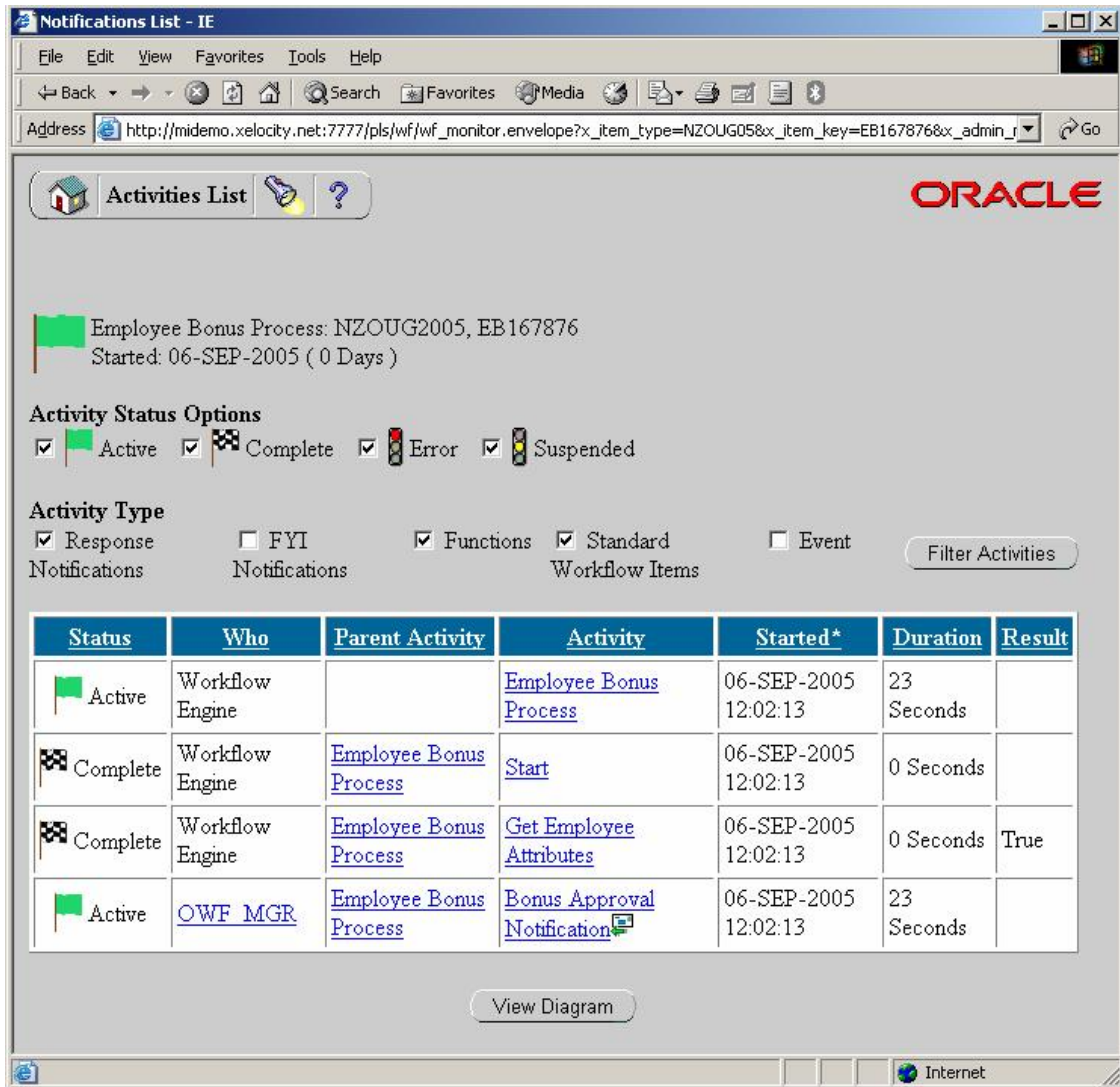 Notifications List - IE
File Edit View Favorites Tools Help
Back Search Favorites Media
Address http://midemo.xelocity.net:7777/pls/wf/wf_monitor.envelope?x_item_type=NZOUG05&x_item_key=EB167876&x_admin_r Go
Activities List ?
ORACLE
Employee Bonus Process: NZOUG2005, EB167876
Started: 06-SEP-2005 ( 0 Days )
Activity Status Options
Active Complete Error Suspended
Activity Type
Response FYI Functions Standard Event
Notifications Notifications Workflow Items
Filter Activities
Status Who Parent Activity Activity Started* Duration Result
Active Workflow Employee Bonus 06-SEP-2005 23
Engine Process 12:02:13 Seconds
Complete Workflow Employee Bonus Start 06-SEP-2005 0 Seconds
Engine Process 12:02:13
Complete Workflow Employee Bonus Get Employee 06-SEP-2005 0 Seconds True
Engine Process Attributes 12:02:13
Active OWF_MGR Employee Bonus Bonus Approval 06-SEP-2005 23
Process Notification 12:02:13 Seconds
View Diagram
Internet